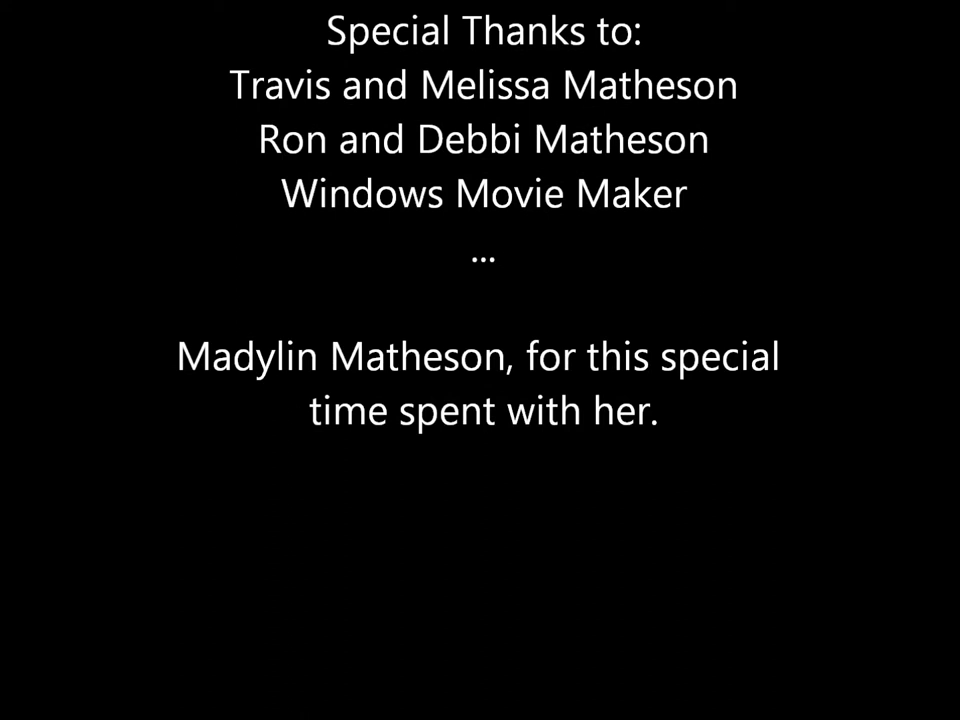 Special Thanks to:
Travis and Melissa Matheson
Ron and Debbi Matheson
Windows Movie Maker
...
Madylin Matheson, for this special
time spent with her.